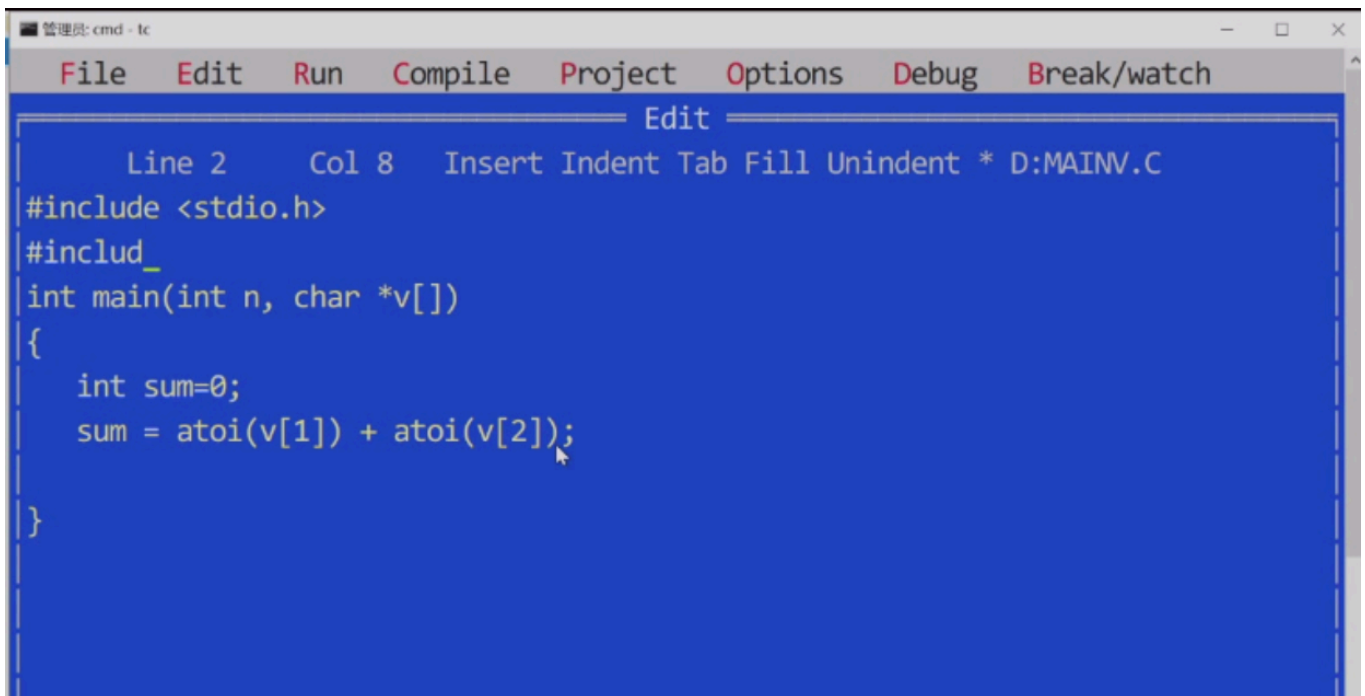 管理员: cmd - tc
File Edit Run Compile Project Options Debug Break/watch
Edit
Line 2 Col 8 Insert Indent Tab Fill Unindent * D:MAINV.C
#include <stdio.h>
#includ_
int main(int n, char *v[])
{
int sum=0;
sum = atoi(v[1]) + atoi(v[2]);
}